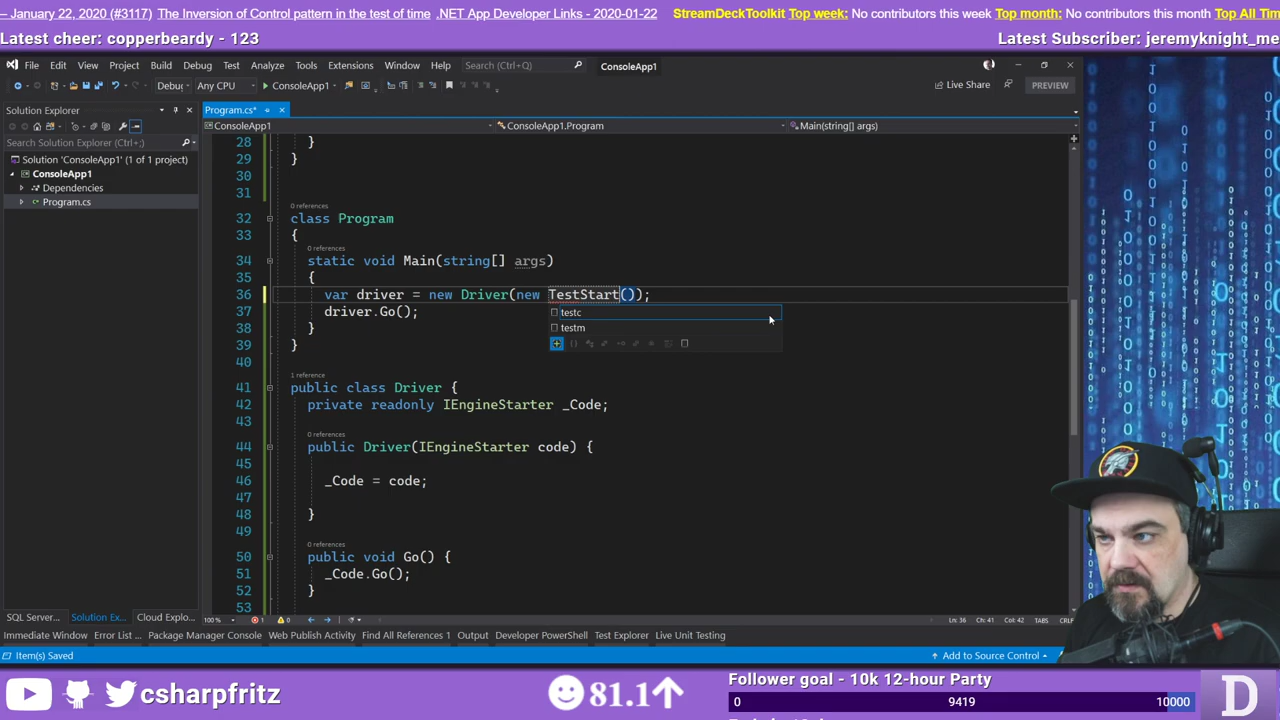 – January 22, 2020 (#3117) The Inversion of Control pattern in the test of time .NET App Developer Links - 2020-01-22 StreamDeckToolkit Top week: No contributors this week Top month: No contributors this month Top All Tim
Latest cheer: copperbeardy - 123
Latest Subscriber: jeremyknight_me
File Edit View Project Build Debug Test Analyze Tools Extensions Window Help Search (Ctrl+Q) ConsoleApp1
Debug Any CPU ConsoleApp1 Live Share PREVIEW
Solution Explorer
Program.cs*
ConsoleApp1 ConsoleApp1.Program Main(string[] args)
Search Solution Explorer (Ctrl+;)
Solution 'ConsoleApp1' (1 of 1 project)
ConsoleApp1
Dependencies
Program.cs
28 }
29 }
30
31
0 references
32 class Program
33 {
0 references
34 static void Main(string[] args)
35 {
36 var driver = new Driver(new TestStart());
testc
testm
37 driver.Go();
38 }
39 }
40
1 reference
41 public class Driver {
42 private readonly IEngineStarter _Code;
43
0 references
44 public Driver(IEngineStarter code) {
45
46 _Code = code;
47
48 }
49
0 references
50 public void Go() {
51 _Code.Go();
52 }
53
SQL Server... Solution Ex... Cloud Explo...
100% 1 0 Ln: 36 Ch: 41 Col: 42 TABS CRLF
Immediate Window Error List ... Package Manager Console Web Publish Activity Find All References 1 Output Developer PowerShell Test Explorer Live Unit Testing
Item(s) Saved Add to Source Control
csharpfritz
81.1
Follower goal - 10k 12-hour Party
0 9419 10000
D